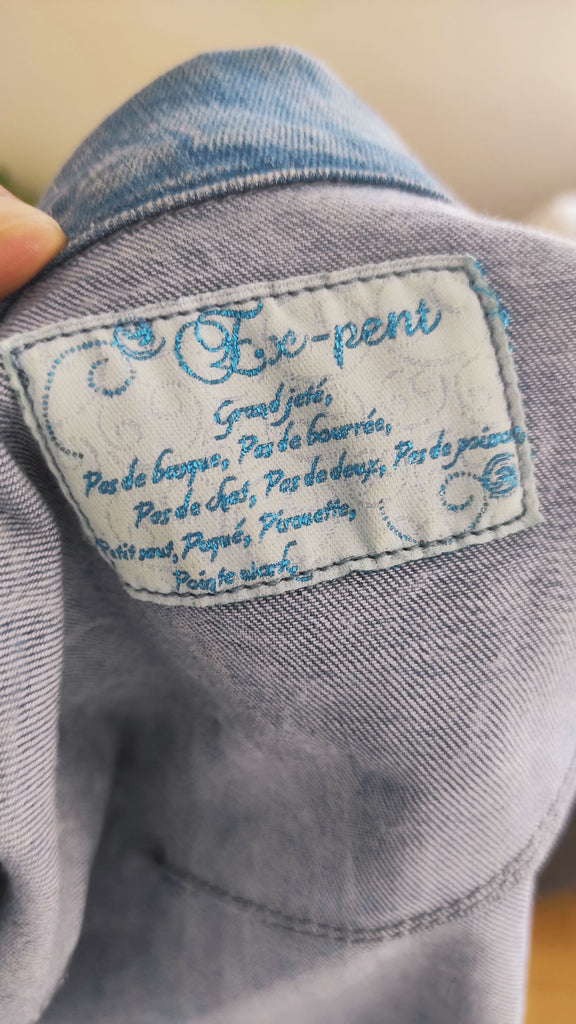 Ex-pent
Grand jeté,
Pas de basque, Pas de bourrée,
Pas de chat, Pas de deux, Pas de poisson
Petit saut, Piqué, Pirouette,
Pointe work,